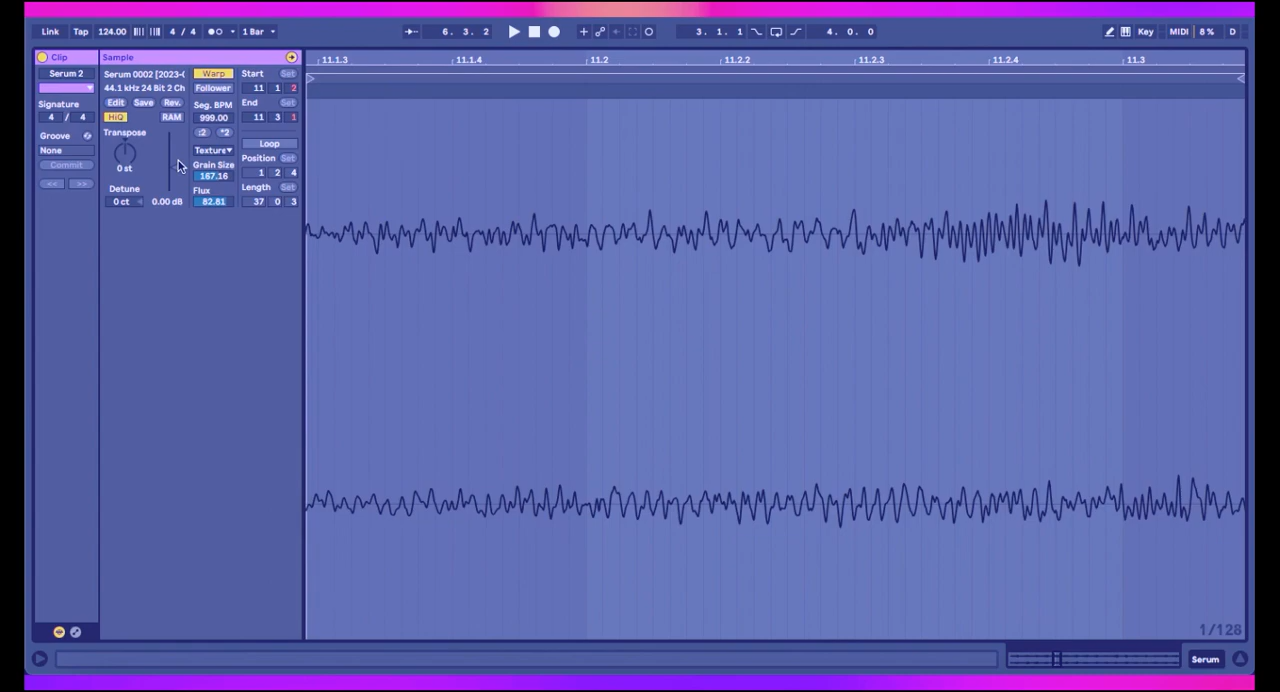 Link Tap 124.00 4 / 4 1 Bar 6. 3. 2 3. 1. 1 4. 0. 0 Key MIDI 8 % D
Clip Sample
11.1.3 11.1.4 11.2 11.2.2 11.2.3 11.2.4 11.3
Serum 2 Serum 0002 [2023-( Warp Start Set
44.1 kHz 24 Bit 2 Ch Follower 11 1 2
Signature Edit Save Rev. Seg. BPM End Set
4 / 4 HiQ RAM 999.00 11 3 1
Groove Transpose :2 *2 Loop
None Texture Position Set
Commit 0 st Grain Size 1 2 4
<< >> 167.16
Detune Flux Length Set
0 ct 0.00 dB 82.81 37 0 3
1/128
Serum